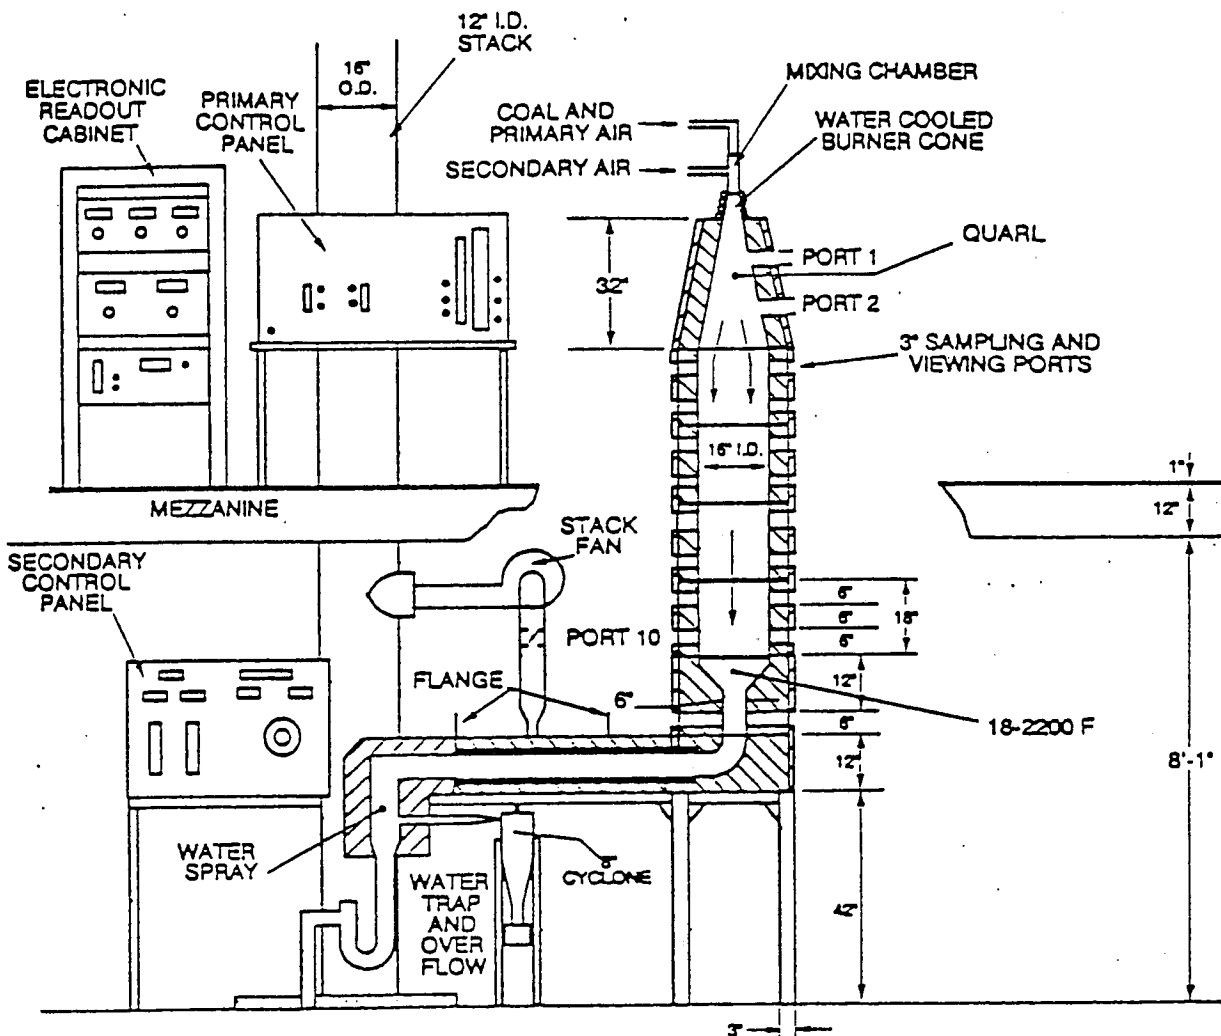 12" I.D.
STACK
16"
O.D.
ELECTRONIC
READOUT
CABINET
PRIMARY
CONTROL
PANEL
MIXING CHAMBER
COAL AND
PRIMARY AIR
WATER COOLED
BURNER CONE
SECONDARY AIR
QUARL
PORT 1
32"
PORT 2
3" SAMPLING AND
VIEWING PORTS
16" I.D.
1"
12"
MEZZANINE
STACK
FAN
SECONDARY
CONTROL
PANEL
6"
6"
18"
6"
PORT 10
FLANGE
12"
6"
18-2200 F
6"
12"
8'-1"
WATER
SPRAY
8"
CYCLONE
WATER
TRAP
AND
OVER
FLOW
42"
3"